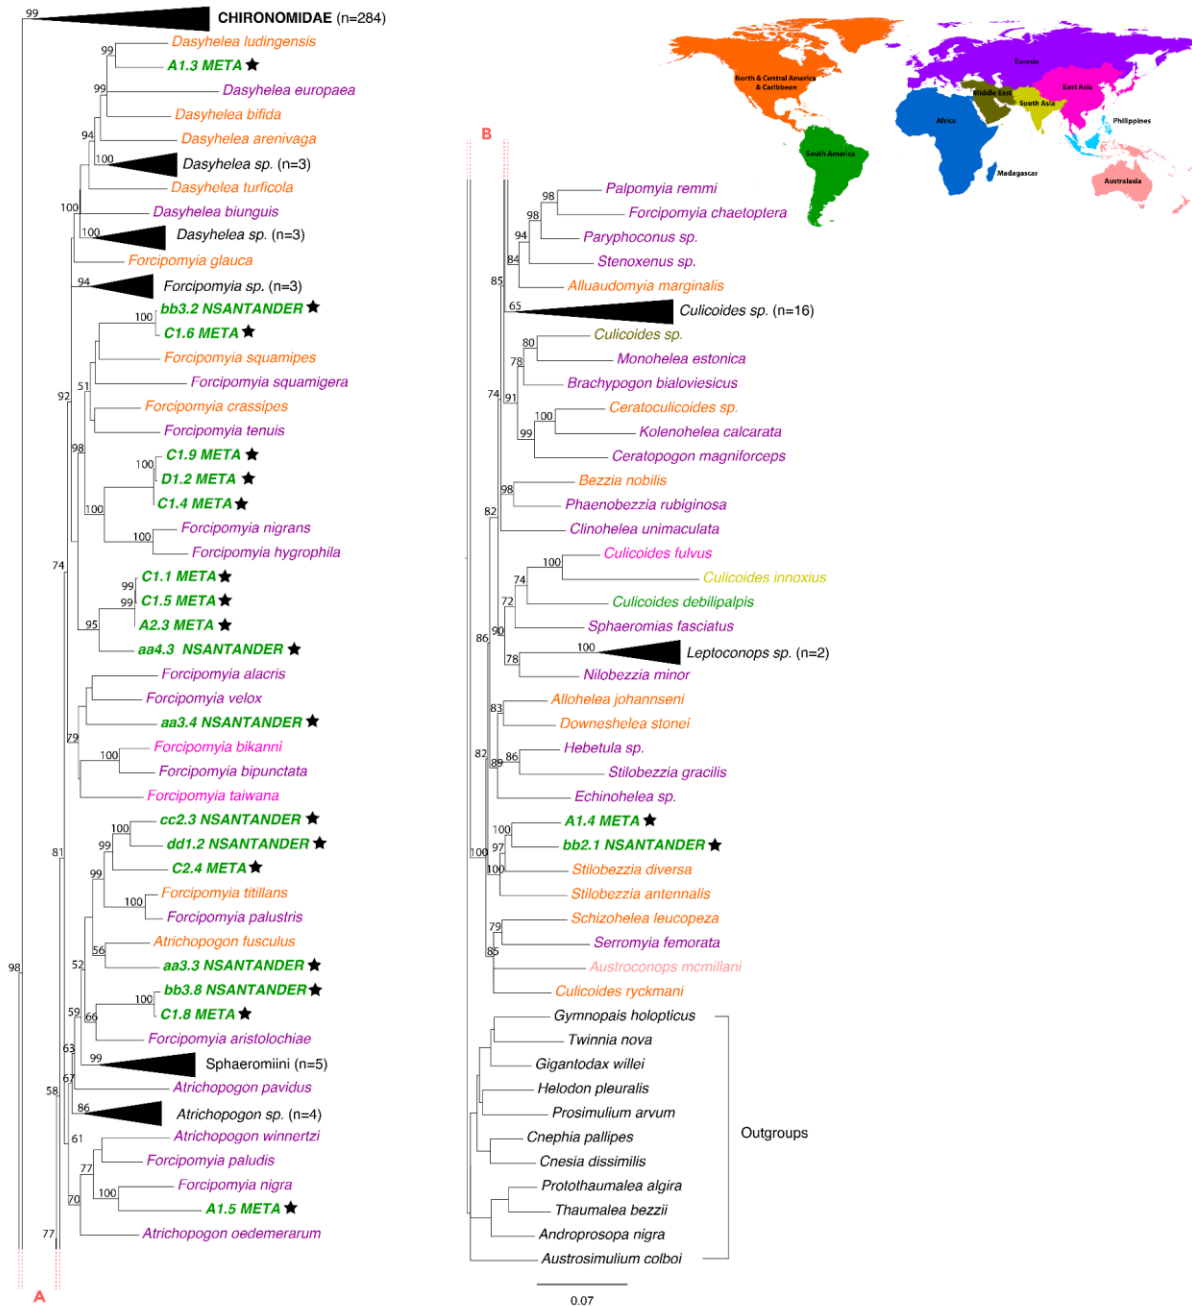 99
CHIRONOMIDAE (n=284)
Dasyhelea ludingensis
99
A1.3 META
Dasyhelea europaea
99
Dasyhelea bifida
94
Dasyhelea arenivaga
100
Dasyhelea sp. (n=3)
Dasyhelea turficola
100
Dasyhelea biunguis
100
Dasyhelea sp. (n=3)
Forcipomyia glauca
94
Forcipomyia sp. (n=3)
bb3.2 NSANTANDER
100
C1.6 META
Forcipomyia squamipes
51
Forcipomyia squamigera
92
Forcipomyia crassipes
Forcipomyia tenuis
98
C1.9 META
100
D1.2 META
C1.4 META
100
Forcipomyia nigrans
100
Forcipomyia hygrophila
74
C1.1 META
99
C1.5 META
99
A2.3 META
95
aa4.3 NSANTANDER
Forcipomyia alacris
Forcipomyia velox
aa3.4 NSANTANDER
79
Forcipomyia bikanni
100
Forcipomyia bipunctata
Forcipomyia taiwana
cc2.3 NSANTANDER
100
dd1.2 NSANTANDER
99
81
C2.4 META
99
Forcipomyia titillans
100
Forcipomyia palustris
Atrichopogon fusculus
56
aa3.3 NSANTANDER
98
52
bb3.8 NSANTANDER
100
C1.8 META
59
66
Forcipomyia aristolochiae
63
99
Sphaeromiini (n=5)
67
Atrichopogon pavidus
58
86
Atrichopogon sp. (n=4)
61
Atrichopogon winnertzi
77
Forcipomyia paludis
Forcipomyia nigra
100
70
A1.5 META
77
Atrichopogon oedemerarum
A
B
Palpomyia remmi
98
Forcipomyia chaetoptera
98
Paryphoconus sp.
94
Stenoxenus sp.
84
85
Alluaudomyia marginalis
65
Culicoides sp. (n=16)
Culicoides sp.
80
Monohelea estonica
78
Brachypogon bialoviesicus
74
91
Ceratoculicoides sp.
100
Kolenohelea calcarata
99
Ceratopogon magniforceps
Bezzia nobilis
98
Phaenobezzia rubiginosa
82
Clinohelea unimaculata
Culicoides fulvus
100
Culicoides innoxius
74
Culicoides debilipalpis
72
Sphaeromias fasciatus
90
86
100
Leptoconops sp. (n=2)
78
Nilobezzia minor
Allohelea johannseni
83
Downeshelea stonei
Hebetula sp.
82
86
89
Stilobezzia gracilis
Echinohelea sp.
A1.4 META
100
bb2.1 NSANTANDER
97
100
Stilobezzia diversa
100
Stilobezzia antennalis
Schizohelea leucopeza
79
Serromyia femorata
85
Austroconops mcmillani
Culicoides ryckmani
Gymnopais holopticus
Twinnia nova
Gigantodax willei
Helodon pleuralis
Prosimulium arvum
Outgroups
Cnephia pallipes
Cnesia dissimilis
Protothaumalea algira
Thaumalea bezzii
Androprosopa nigra
Austrosimulium colboi
0.07
North & Central America
& Caribbean
South America
Eurasia
Middle East
East Asia
South Asia
Africa
Philippines
Madagascar
Australasia